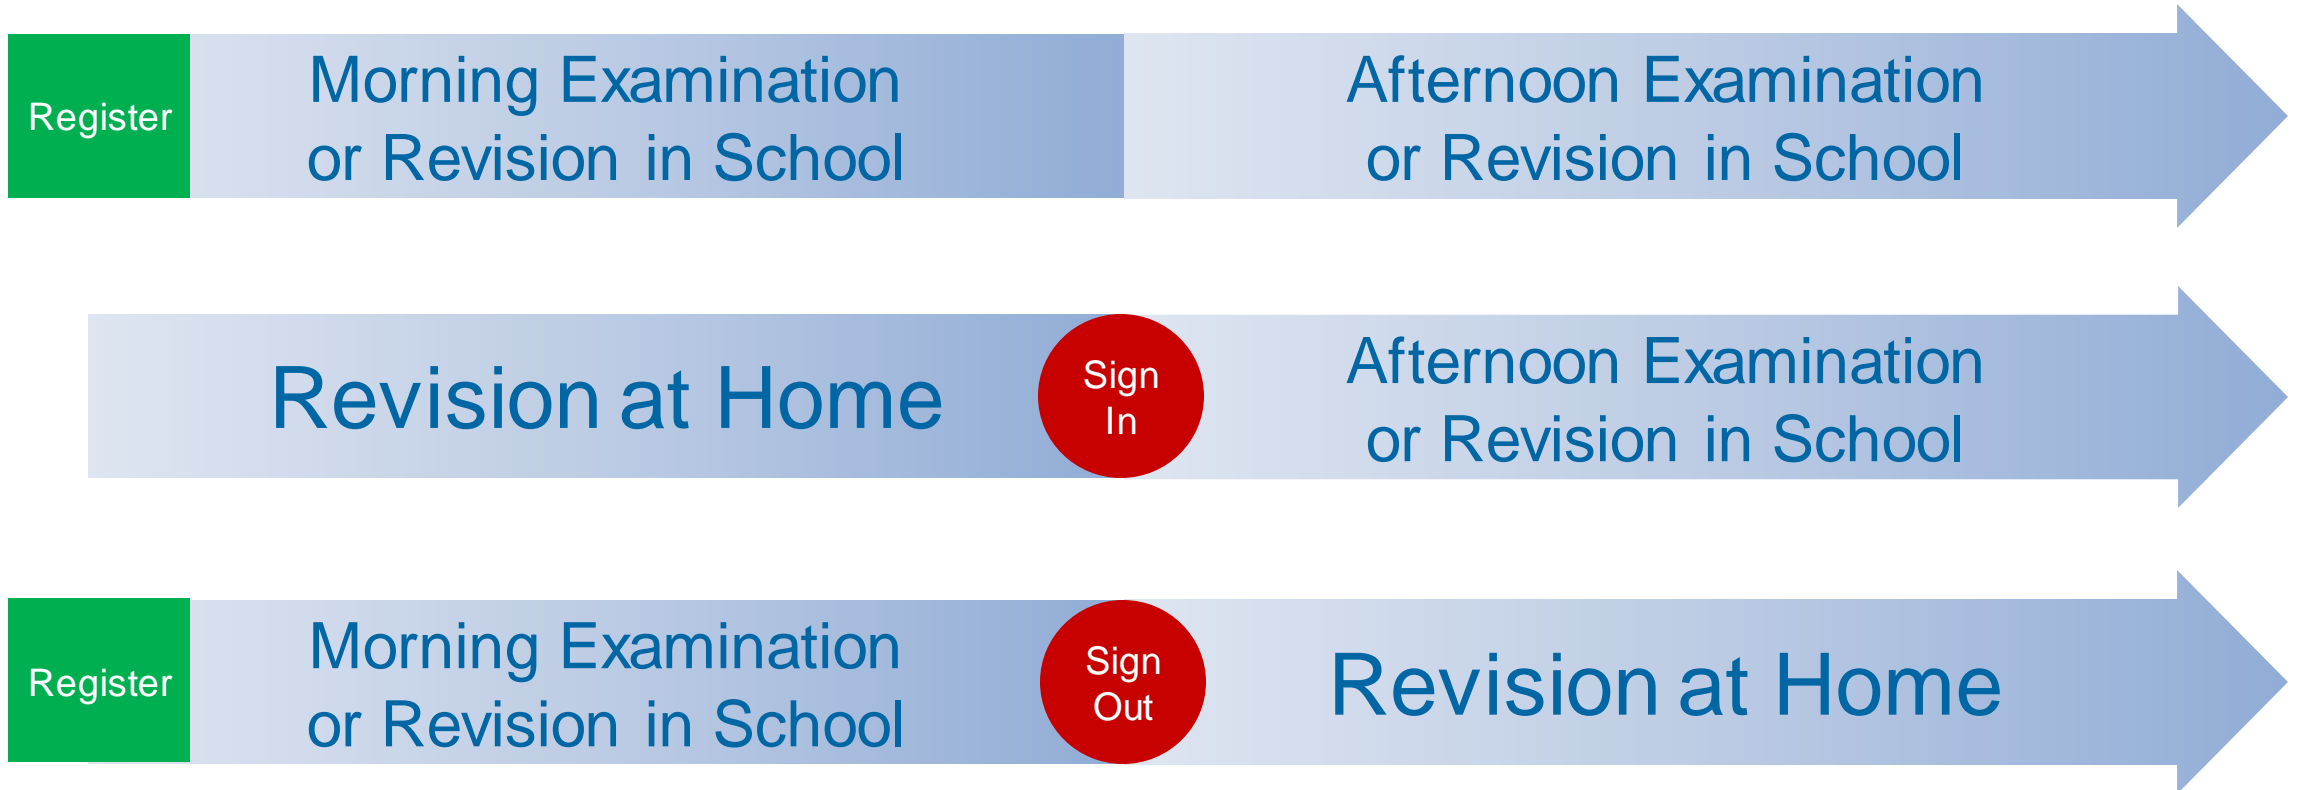 Register
Morning Examination
or Revision in School
Afternoon Examination
or Revision in School
Revision at Home
Sign
In
Afternoon Examination
or Revision in School
Register
Morning Examination
or Revision in School
Sign
Out
Revision at Home